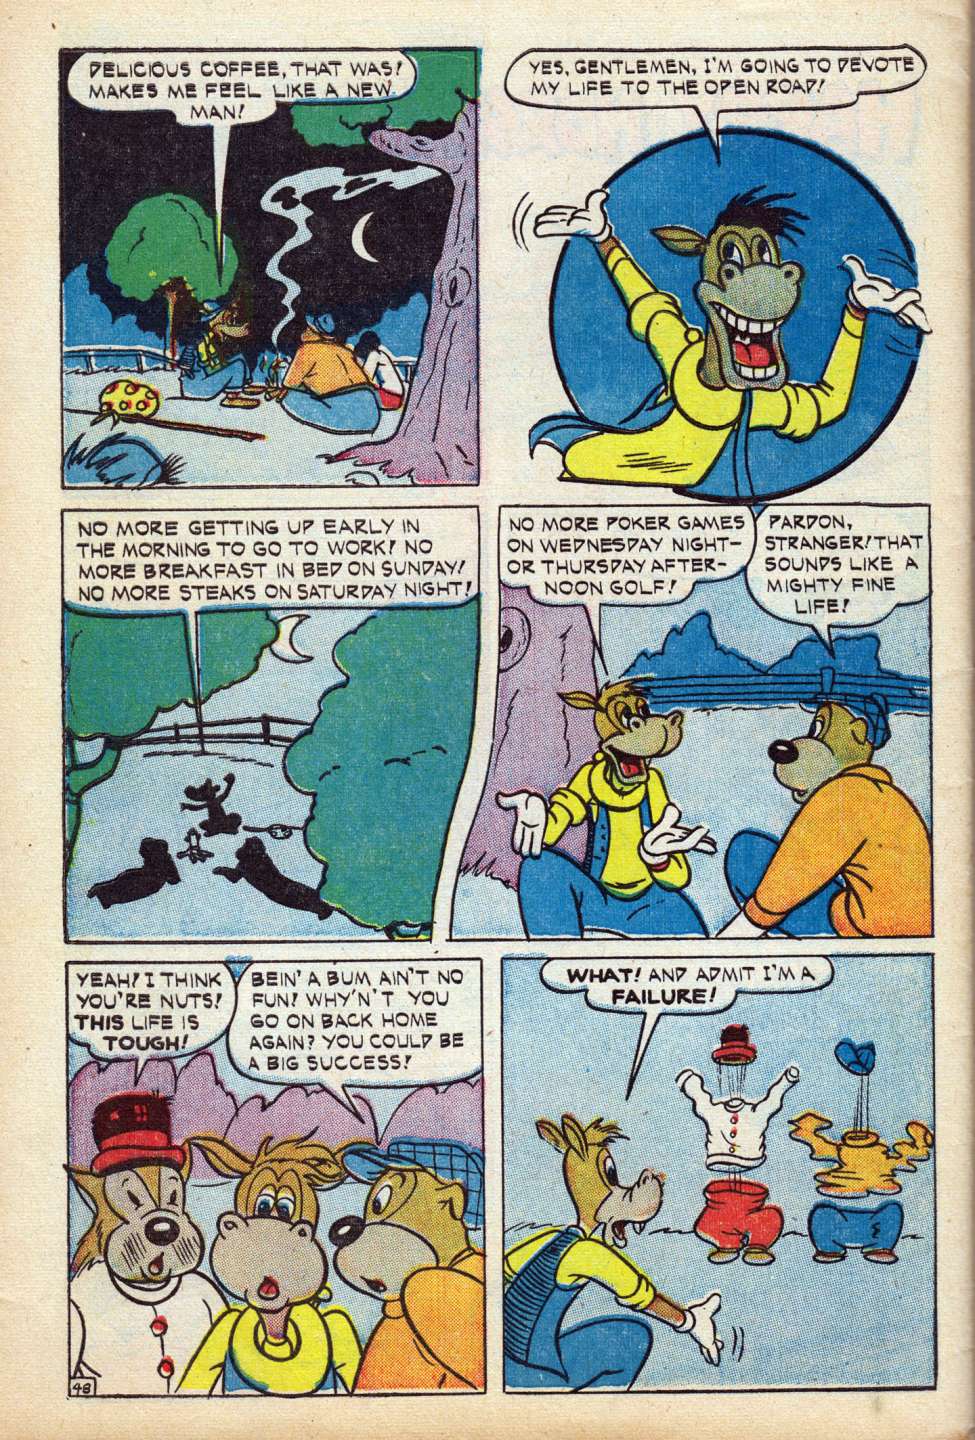 DELICIOUS COFFEE, THAT WAS!
MAKES ME FEEL LIKE A NEW
MAN!
YES, GENTLEMEN, I'M GOING TO DEVOTE
MY LIFE TO THE OPEN ROAD!
NO MORE GETTING UP EARLY IN
THE MORNING TO GO TO WORK! NO
MORE BREAKFAST IN BED ON SUNDAY!
NO MORE STEAKS ON SATURDAY NIGHT!
NO MORE POKER GAMES
ON WEDNESDAY NIGHT—
OR THURSDAY AFTER-
NOON GOLF!
PARDON,
STRANGER! THAT
SOUNDS LIKE A
MIGHTY FINE
LIFE!
YEAH! I THINK
YOU'RE NUTS!
THIS LIFE IS
TOUGH!
BEIN' A BUM AIN'T NO
FUN! WHY'N'T YOU
GO ON BACK HOME
AGAIN? YOU COULD BE
A BIG SUCCESS!
WHAT! AND ADMIT I'M A
FAILURE!
48